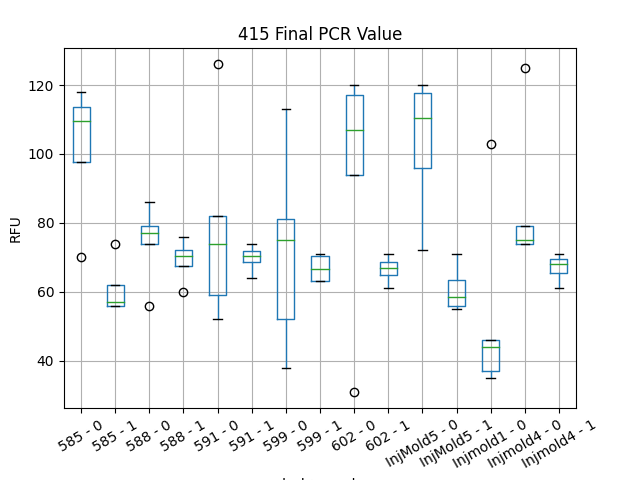 415 Final PCR Value
RFU
120
100
80
60
40
585 - 0
585 - 1
588 - 0
588 - 1
591 - 0
591 - 1
599 - 0
599 - 1
602 - 0
602 - 1
InjMold5 - 0
InjMold5 - 1
Injmold1 - 0
Injmold4 - 0
Injmold4 - 1